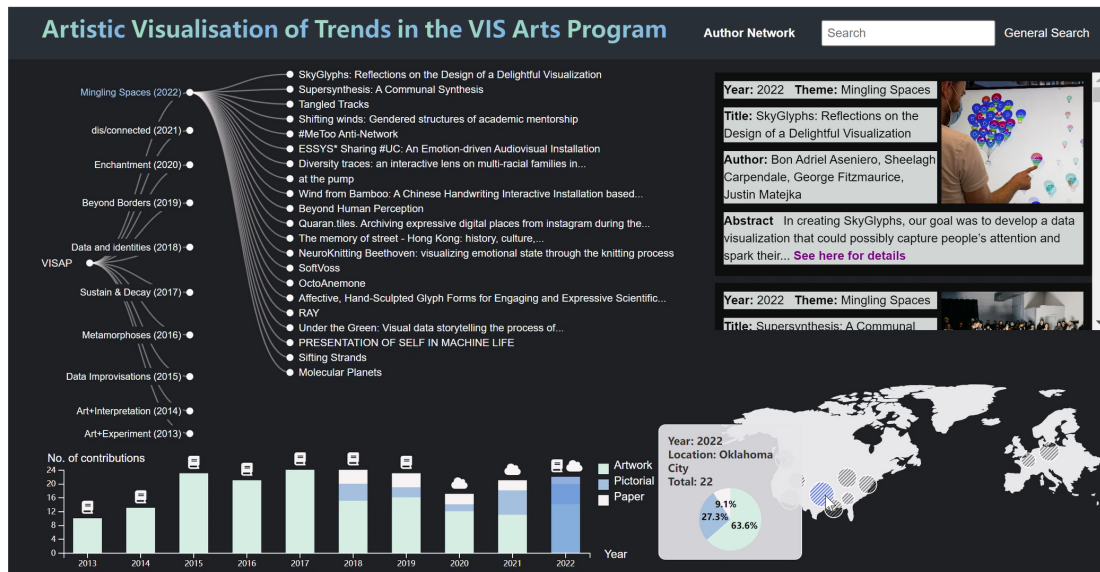 Artistic Visualisation of Trends in the VIS Arts Program
Author Network
Search
General Search
VISAP
Mingling Spaces (2022)
dis/connected (2021)
Enchantment (2020)
Beyond Borders (2019)
Data and identities (2018)
Sustain & Decay (2017)
Metamorphoses (2016)
Data Improvisations (2015)
Art+Interpretation (2014)
Art+Experiment (2013)
SkyGlyphs: Reflections on the Design of a Delightful Visualization
Supersynthesis: A Communal Synthesis
Tangled Tracks
Shifting winds: Gendered structures of academic mentorship
#MeToo Anti-Network
ESSYS* Sharing #UC: An Emotion-driven Audiovisual Installation
Diversity traces: an interactive lens on multi-racial families in...
at the pump
Wind from Bamboo: A Chinese Handwriting Interactive Installation based...
Beyond Human Perception
Quaran.tiles. Archiving expressive digital places from instagram during the...
The memory of street - Hong Kong: history, culture,...
NeuroKnitting Beethoven: visualizing emotional state through the knitting process
SoftVoss
OctoAnemone
Affective, Hand-Sculpted Glyph Forms for Engaging and Expressive Scientific...
RAY
Under the Green: Visual data storytelling the process of...
PRESENTATION OF SELF IN MACHINE LIFE
Sifting Strands
Molecular Planets
Year: 2022 Theme: Mingling Spaces
Title: SkyGlyphs: Reflections on the
Design of a Delightful Visualization
Author: Bon Adriel Aseniero, Sheelagh
Carpendale, George Fitzmaurice,
Justin Matejka
Abstract In creating SkyGlyphs, our goal was to develop a data
visualization that could possibly capture people's attention and
spark their... See here for details
Year: 2022 Theme: Mingling Spaces
Title: Supersynthesis: A Communal
No. of contributions
24
20
16
12
8
4
0
2013
2014
2015
2016
2017
2018
2019
2020
2021
2022
Year
Artwork
Pictorial
Paper
Year: 2022
Location: Oklahoma
City
Total: 22
9.1%
27.3%
63.6%